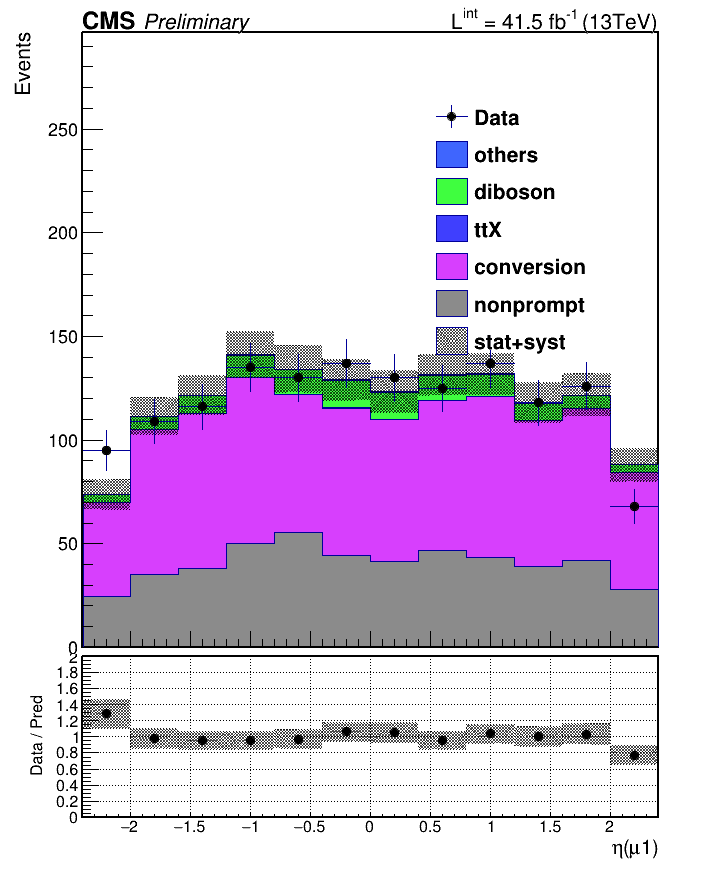 CMS Preliminary L^int = 41.5 fb^-1 (13TeV)
Events
250
200
150
100
50
0
Data
others
diboson
ttX
conversion
nonprompt
stat+syst
Data / Pred
2
1.8
1.6
1.4
1.2
1
0.8
0.6
0.4
0.2
0
−2 −1.5 −1 −0.5 0 0.5 1 1.5 2
η(μ1)